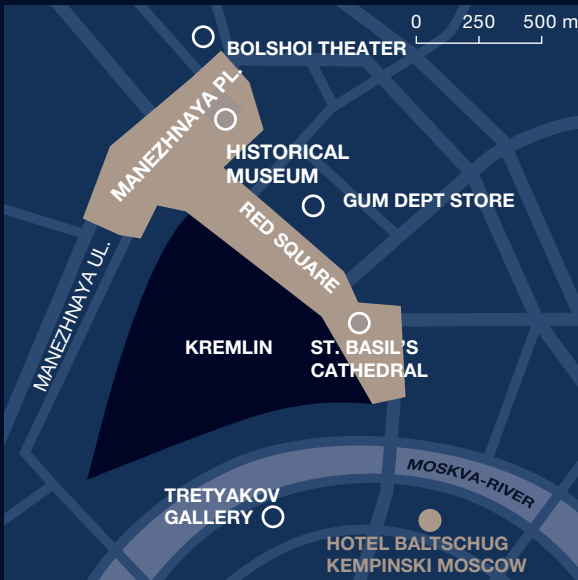 0 250 500 m
BOLSHOI THEATER
MANEZHNAYA PL.
HISTORICAL
MUSEUM
GUM DEPT STORE
RED SQUARE
MANEZHNAYA UL.
KREMLIN
ST. BASIL'S
CATHEDRAL
MOSKVA-RIVER
TRETYAKOV
GALLERY
HOTEL BALTSCHUG
KEMPINSKI MOSCOW